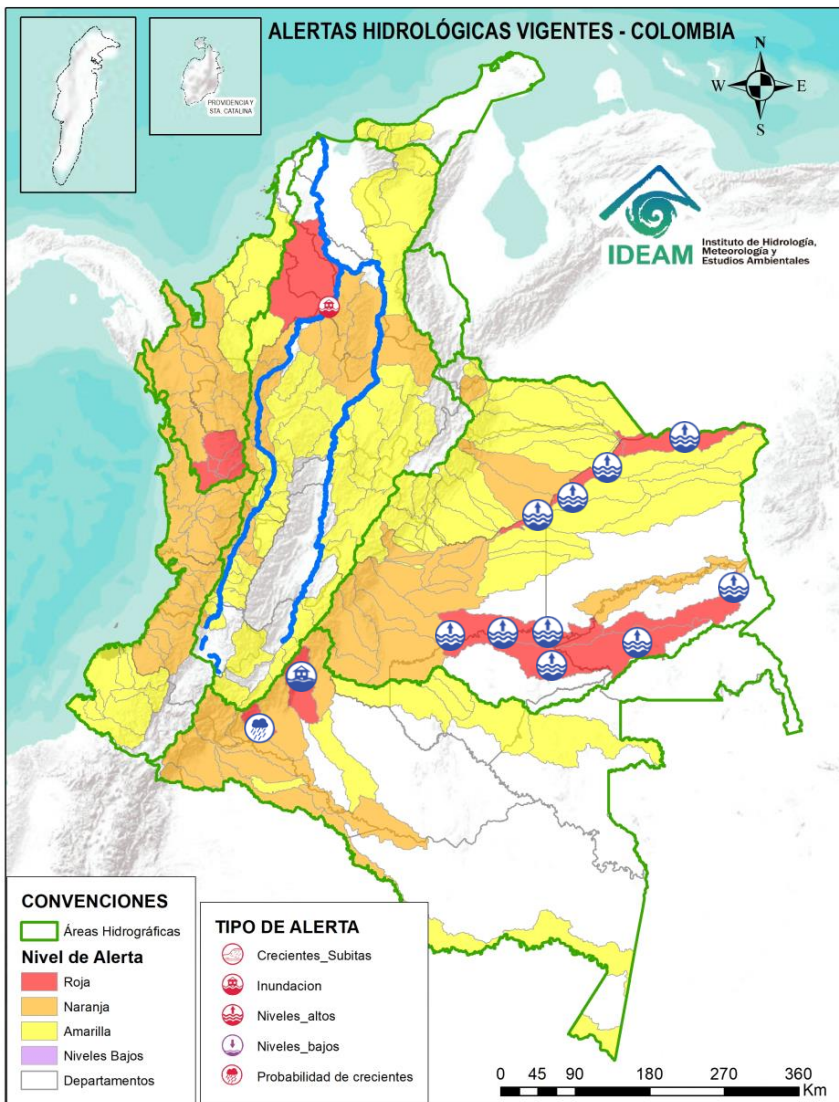 ALERTAS HIDROLÓGICAS VIGENTES - COLOMBIA
PROVIDENCIA Y
STA. CATALINA
N
W
E
S
IDEAM
Instituto de Hidrología,
Meteorología y
Estudios Ambientales
CONVENCIONES
Áreas Hidrográficas
Nivel de Alerta
Roja
Naranja
Amarilla
Niveles Bajos
Departamentos
TIPO DE ALERTA
Crecientes_Subitas
Inundacion
Niveles_altos
Niveles_bajos
Probabilidad de crecientes
0 45 90 180 270 360
Km